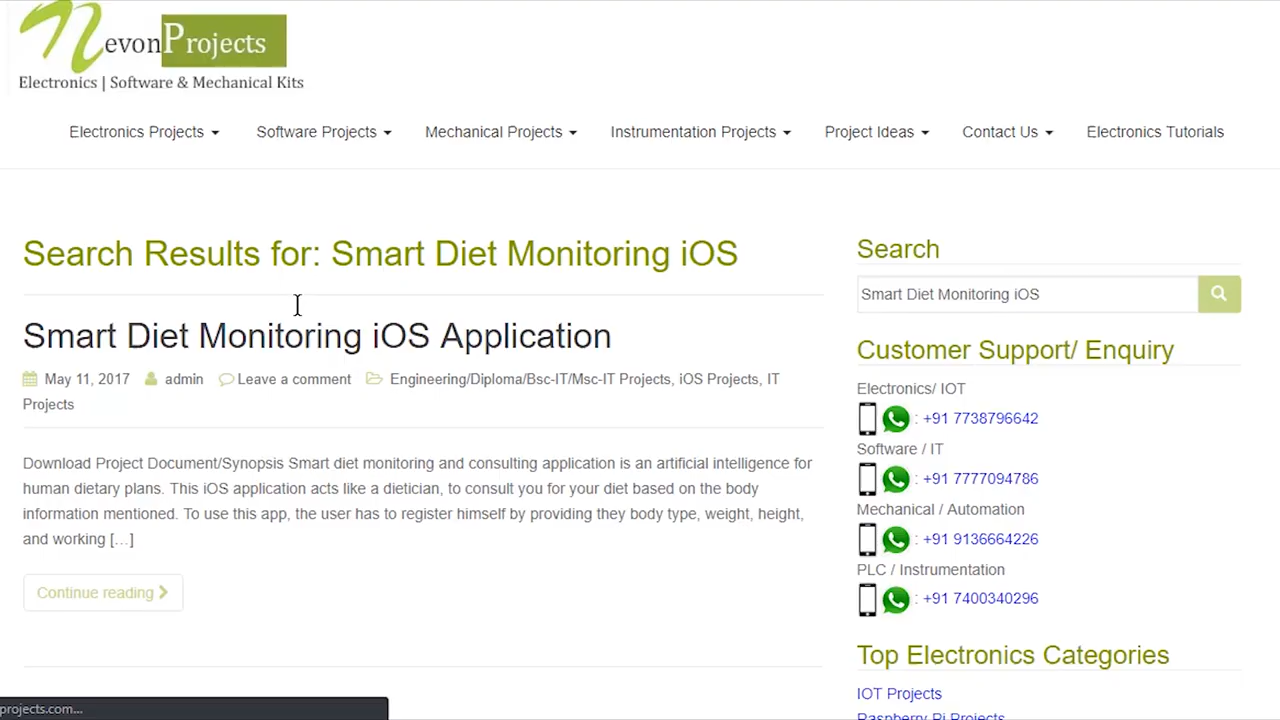 NevonProjects
Electronics | Software & Mechanical Kits
Electronics Projects
Software Projects
Mechanical Projects
Instrumentation Projects
Project Ideas
Contact Us
Electronics Tutorials
Search Results for: Smart Diet Monitoring iOS
Smart Diet Monitoring iOS Application
May 11, 2017 admin Leave a comment Engineering/Diploma/Bsc-IT/Msc-IT Projects, iOS Projects, IT
Projects
Download Project Document/Synopsis Smart diet monitoring and consulting application is an artificial intelligence for
human dietary plans. This iOS application acts like a dietician, to consult you for your diet based on the body
information mentioned. To use this app, the user has to register himself by providing they body type, weight, height,
and working […]
Continue reading
Search
Smart Diet Monitoring iOS
Customer Support/ Enquiry
Electronics/ IOT
: +91 7738796642
Software / IT
: +91 7777094786
Mechanical / Automation
: +91 9136664226
PLC / Instrumentation
: +91 7400340296
Top Electronics Categories
IOT Projects
Raspberry Pi Projects
projects.com...